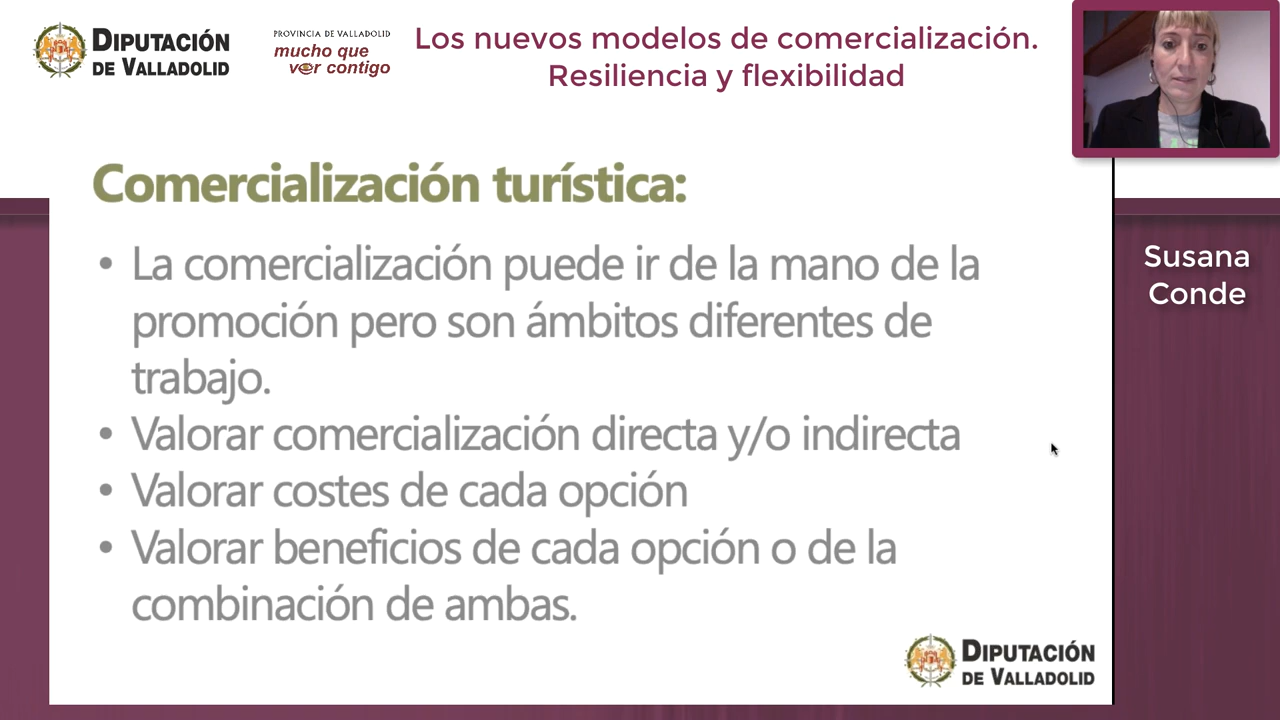 DIPUTACIÓN
DE VALLADOLID
PROVINCIA DE VALLADOLID
mucho que
ver contigo
Los nuevos modelos de comercialización.
Resiliencia y flexibilidad
Comercialización turística:
• La comercialización puede ir de la mano de la
promoción pero son ámbitos diferentes de
trabajo.
• Valorar comercialización directa y/o indirecta
• Valorar costes de cada opción
• Valorar beneficios de cada opción o de la
combinación de ambas.
Susana
Conde
DIPUTACIÓN
DE VALLADOLID